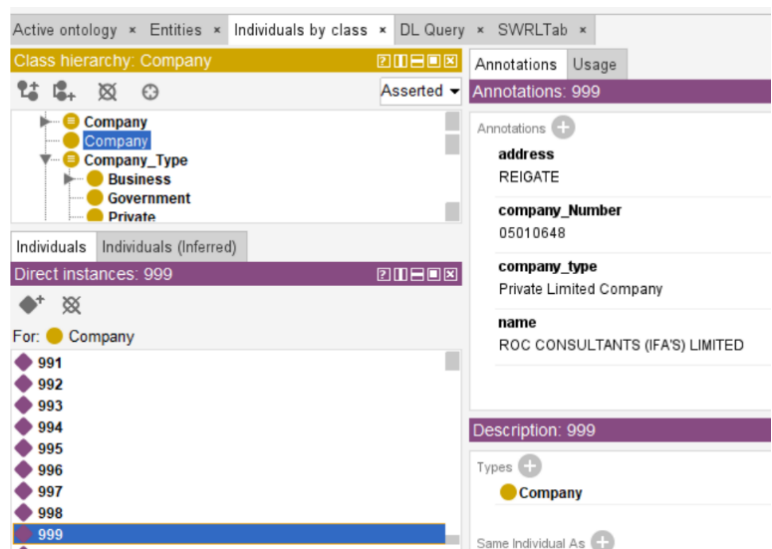 Active ontology × Entities × Individuals by class × DL Query × SWRLTab ×
Class hierarchy: Company
Asserted
Company
Company
Company_Type
Business
Government
Private
Individuals Individuals (Inferred)
Direct instances: 999
For: Company
991
992
993
994
995
996
997
998
999
Annotations Usage
Annotations: 999
Annotations
address
REIGATE
company_Number
05010648
company_type
Private Limited Company
name
ROC CONSULTANTS (IFA'S) LIMITED
Description: 999
Types
Company
Same Individual As